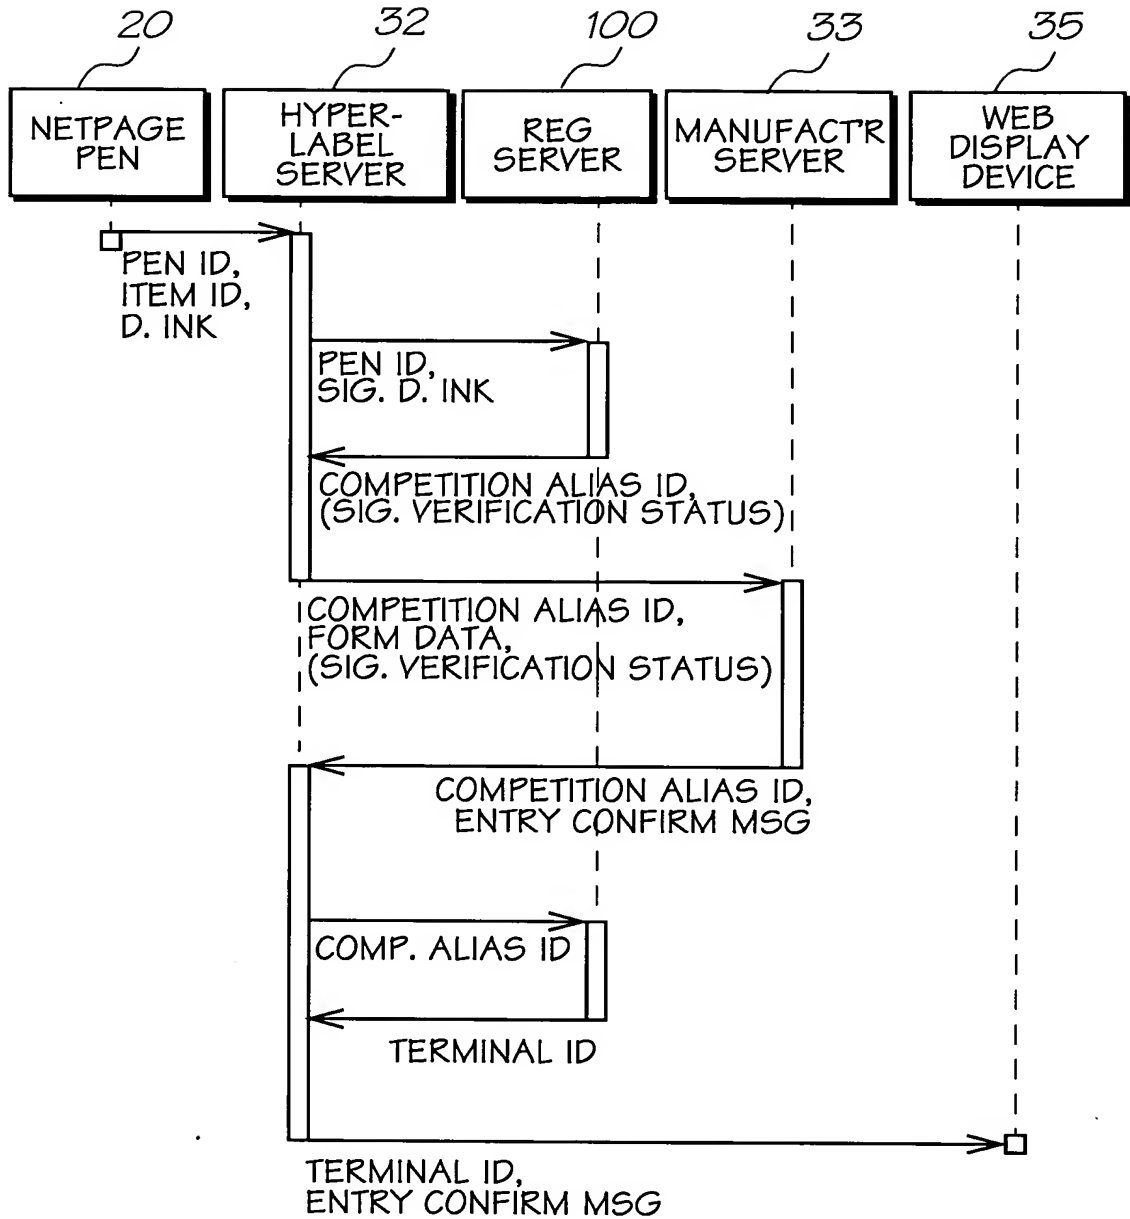 20
32
100
33
35
NETPAGE
PEN
HYPER-
LABEL
SERVER
REG
SERVER
MANUFACT'R
SERVER
WEB
DISPLAY
DEVICE
PEN ID,
ITEM ID,
D. INK
PEN ID,
SIG. D. INK
COMPETITION ALIAS ID,
(SIG. VERIFICATION STATUS)
COMPETITION ALIAS ID,
FORM DATA,
(SIG. VERIFICATION STATUS)
COMPETITION ALIAS ID,
ENTRY CONFIRM MSG
COMP. ALIAS ID
TERMINAL ID
TERMINAL ID,
ENTRY CONFIRM MSG